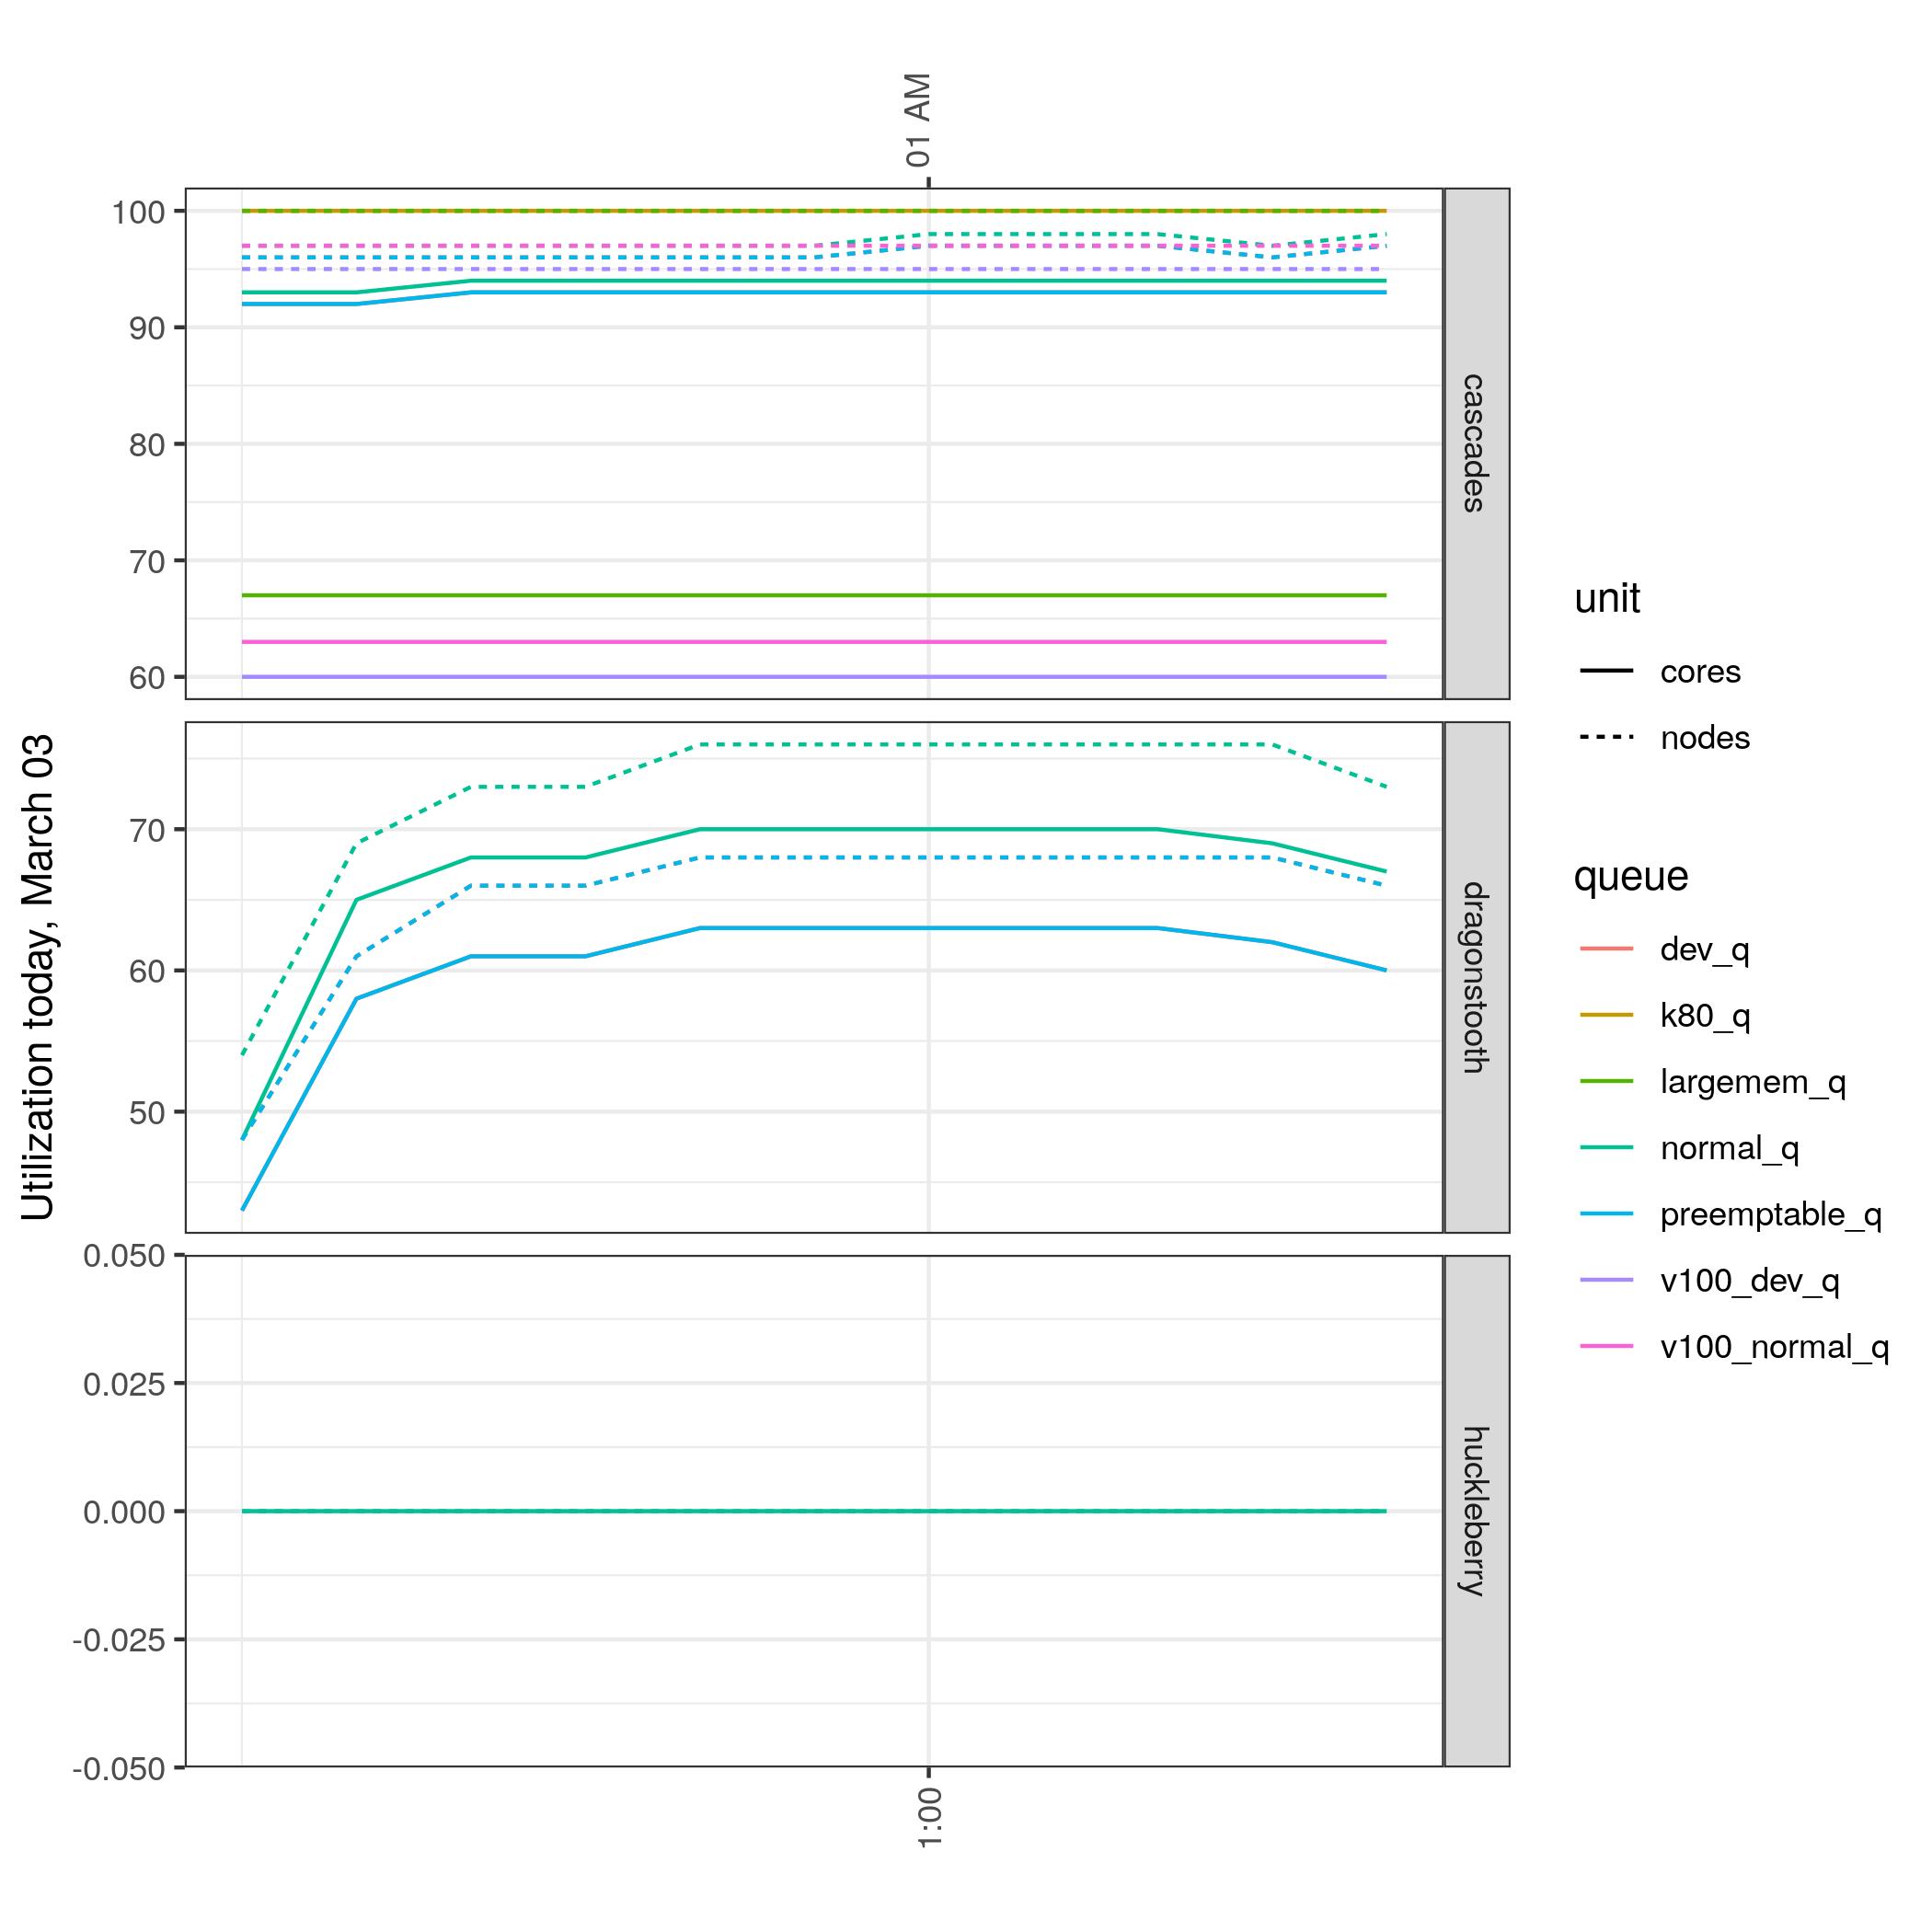 01 AM
Utilization today, March 03
100
90
80
70
60
cascades
70
60
50
dragonstooth
0.050
0.025
0.000
-0.025
-0.050
huckleberry
1:00
unit
cores
nodes
queue
dev_q
k80_q
largemem_q
normal_q
preemptable_q
v100_dev_q
v100_normal_q